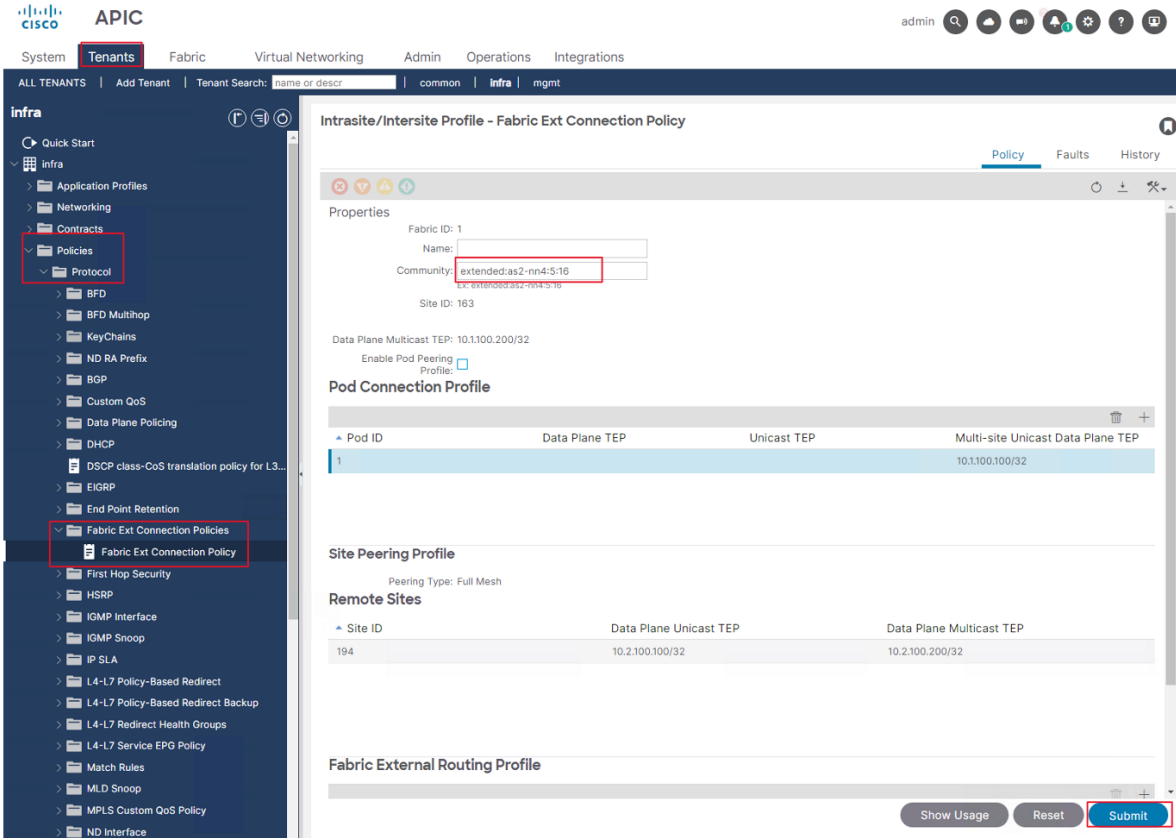 CISCO
APIC
admin
System Tenants Fabric Virtual Networking Admin Operations Integrations
ALL TENANTS | Add Tenant | Tenant Search: name or descr | common | infra | mgmt
infra
Quick Start
infra
Application Profiles
Networking
Contracts
Policies
Protocol
BFD
BFD Multihop
KeyChains
ND RA Prefix
BGP
Custom QoS
Data Plane Policing
DHCP
DSCP class-CoS translation policy for L3...
EIGRP
End Point Retention
Fabric Ext Connection Policies
Fabric Ext Connection Policy
First Hop Security
HSRP
IGMP Interface
IGMP Snoop
IP SLA
L4-L7 Policy-Based Redirect
L4-L7 Policy-Based Redirect Backup
L4-L7 Redirect Health Groups
L4-L7 Service EPG Policy
Match Rules
MLD Snoop
MPLS Custom QoS Policy
ND Interface
Intrasite/Intersite Profile - Fabric Ext Connection Policy
Policy Faults History
Properties
Fabric ID: 1
Name:
Community: extended:as2-nn4:5:16
Ex: extended:as2-nn4:5:16
Site ID: 163
Data Plane Multicast TEP: 10.1.100.200/32
Enable Pod Peering
Profile:
Pod Connection Profile
Pod ID Data Plane TEP Unicast TEP Multi-site Unicast Data Plane TEP
1 10.1.100.100/32
Site Peering Profile
Peering Type: Full Mesh
Remote Sites
Site ID Data Plane Unicast TEP Data Plane Multicast TEP
194 10.2.100.100/32 10.2.100.200/32
Fabric External Routing Profile
Show Usage Reset Submit